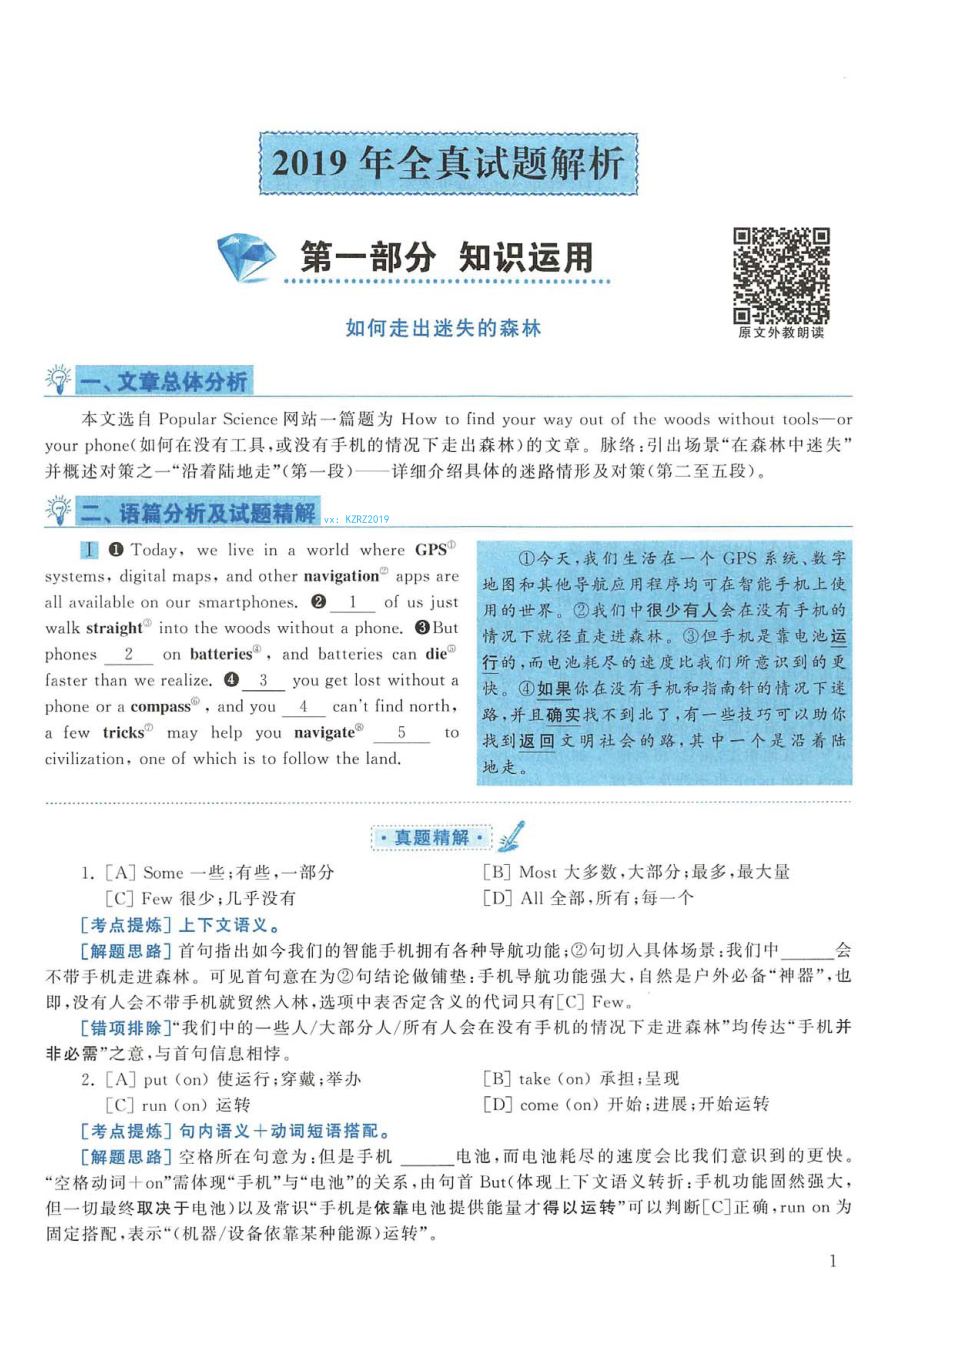 2019 年全真试题解析
第一部分 知识运用
原文外教朗读
如何走出迷失的森林
一、文章总体分析
本文选自 Popular Science 网站一篇题为 How to find your way out of the woods without tools—or
your phone(如何在没有工具,或没有手机的情况下走出森林)的文章。脉络:引出场景“在森林中迷失”
并概述对策之一“沿着陆地走”(第一段)——详细介绍具体的迷路情形及对策(第二至五段)。
二、语篇分析及试题精解
vx: KZRZ2019
Ⅰ ❶ Today, we live in a world where GPS①
systems, digital maps, and other navigation② apps are
all available on our smartphones. ❷ 1 of us just
walk straight③ into the woods without a phone. ❸But
phones 2 on batteries④, and batteries can die⑤
faster than we realize. ❹ 3 you get lost without a
phone or a compass⑥, and you 4 can't find north,
a few tricks⑦ may help you navigate⑧ 5 to
civilization, one of which is to follow the land.
①今天,我们生活在一个 GPS 系统、数字
地图和其他导航应用程序均可在智能手机上使
用的世界。②我们中很少有人会在没有手机的
情况下就径直走进森林。③但手机是靠电池运
行的,而电池耗尽的速度比我们所意识到的更
快。④如果你在没有手机和指南针的情况下迷
路,并且确实找不到北了,有一些技巧可以助你
找到返回文明社会的路,其中一个是沿着陆
地走。
·真题精解·
1. [A] Some 一些;有些,一部分 [B] Most 大多数,大部分;最多,最大量
[C] Few 很少;几乎没有 [D] All 全部,所有;每一个
[考点提炼] 上下文语义。
[解题思路] 首句指出如今我们的智能手机拥有各种导航功能;②句切入具体场景:我们中______会
不带手机走进森林。可见首句意在为②句结论做铺垫:手机导航功能强大,自然是户外必备“神器”,也
即,没有人会不带手机就贸然入林,选项中表否定含义的代词只有[C] Few。
[错项排除]“我们中的一些人/大部分人/所有人会在没有手机的情况下走进森林”均传达“手机并
非必需”之意,与首句信息相悖。
2. [A] put (on) 使运行;穿戴;举办 [B] take (on) 承担;呈现
[C] run (on) 运转 [D] come (on) 开始;进展;开始运转
[考点提炼] 句内语义＋动词短语搭配。
[解题思路] 空格所在句意为:但是手机 ______电池,而电池耗尽的速度会比我们意识到的更快。
“空格动词+on”需体现“手机”与“电池”的关系,由句首 But(体现上下文语义转折:手机功能固然强大,
但一切最终取决于电池)以及常识“手机是依靠电池提供能量才得以运转”可以判断[C]正确,run on 为
固定搭配,表示“(机器/设备依靠某种能源)运转”。
1